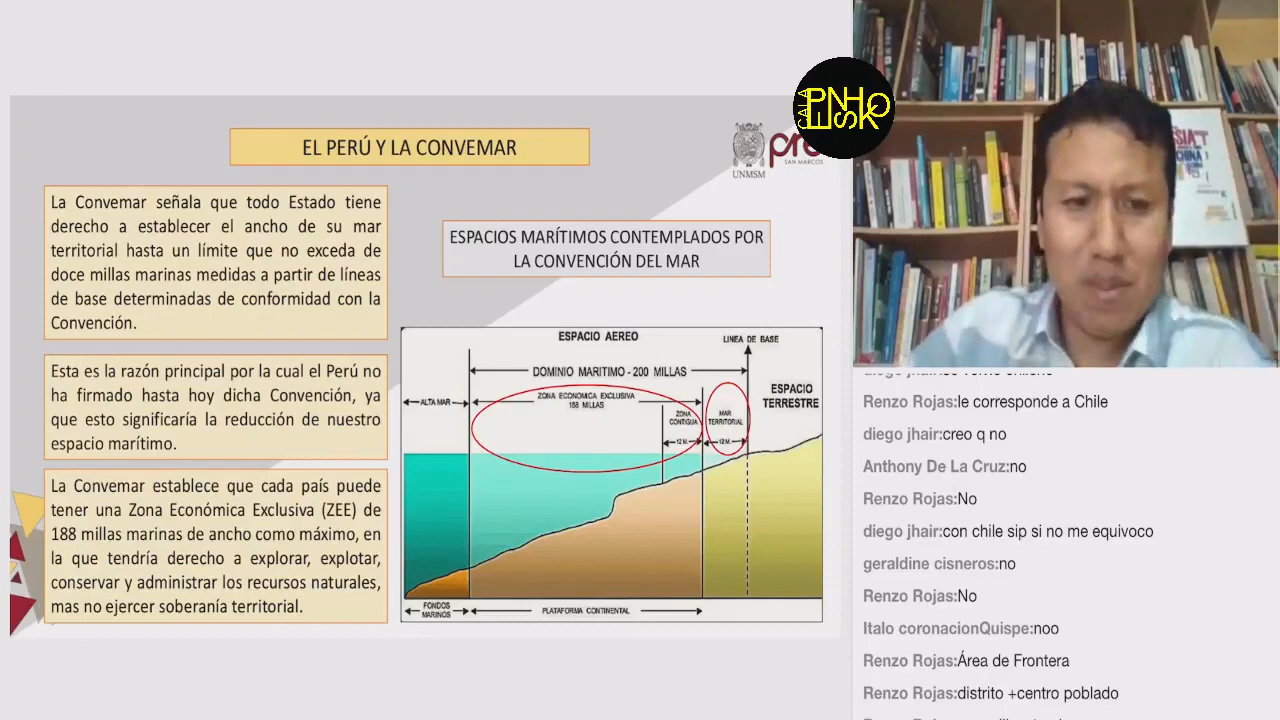 EL PERÚ Y LA CONVEMAR
UNMSM
pre
SAN MARCOS
CALA
PNHO
ESK
La Convemar señala que todo Estado tiene
derecho a establecer el ancho de su mar
territorial hasta un límite que no exceda de
doce millas marinas medidas a partir de líneas
de base determinadas de conformidad con la
Convención.
Esta es la razón principal por la cual el Perú no
ha firmado hasta hoy dicha Convención, ya
que esto significaría la reducción de nuestro
espacio marítimo.
La Convemar establece que cada país puede
tener una Zona Económica Exclusiva (ZEE) de
188 millas marinas de ancho como máximo, en
la que tendría derecho a explorar, explotar,
conservar y administrar los recursos naturales,
mas no ejercer soberanía territorial.
ESPACIOS MARÍTIMOS CONTEMPLADOS POR
LA CONVENCIÓN DEL MAR
ESPACIO AEREO
LINEA DE BASE
DOMINIO MARITIMO - 200 MILLAS
ALTA MAR
ZONA ECONOMICA EXCLUSIVA
188 MILLAS
ZONA
CONTIGUA
12 M.
MAR
TERRITORIAL
12 M.
ESPACIO
TERRESTRE
FONDOS
MARINOS
PLATAFORMA CONTINENTAL
Renzo Rojas:le corresponde a Chile
diego jhair:creo q no
Anthony De La Cruz:no
Renzo Rojas:No
diego jhair:con chile sip si no me equivoco
geraldine cisneros:no
Renzo Rojas:No
Italo coronacionQuispe:noo
Renzo Rojas:Área de Frontera
Renzo Rojas:distrito +centro poblado